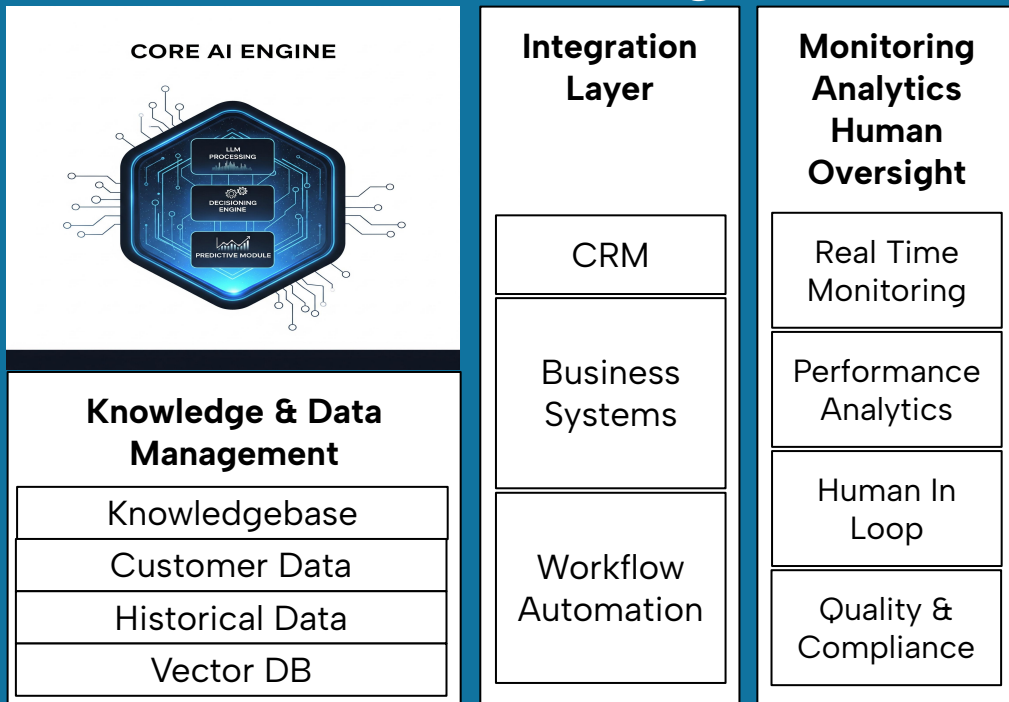 CORE AI ENGINE
LLM
PROCESSING
DECISIONING
ENGINE
PREDICTIVE MODULE
Knowledge & Data
Management
Knowledgebase
Customer Data
Historical Data
Vector DB
Integration
Layer
CRM
Business
Systems
Workflow
Automation
Monitoring
Analytics
Human
Oversight
Real Time
Monitoring
Performance
Analytics
Human In
Loop
Quality &
Compliance